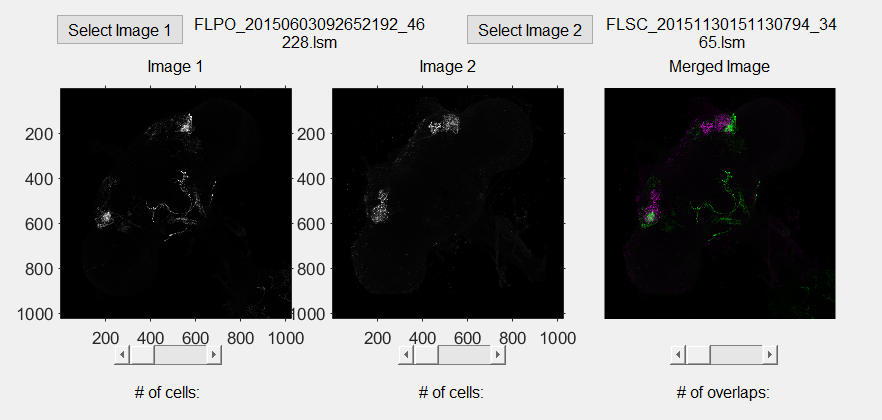 Select Image 1
FLPO_20150603092652192_46
228.lsm
Select Image 2
FLSC_20151130151130794_34
65.lsm
Image 1
Image 2
Merged Image
200
400
600
800
1000
200
400
600
800
1000
200 400 600 800 1000
200 400 600 800 1000
# of cells:
# of cells:
# of overlaps: